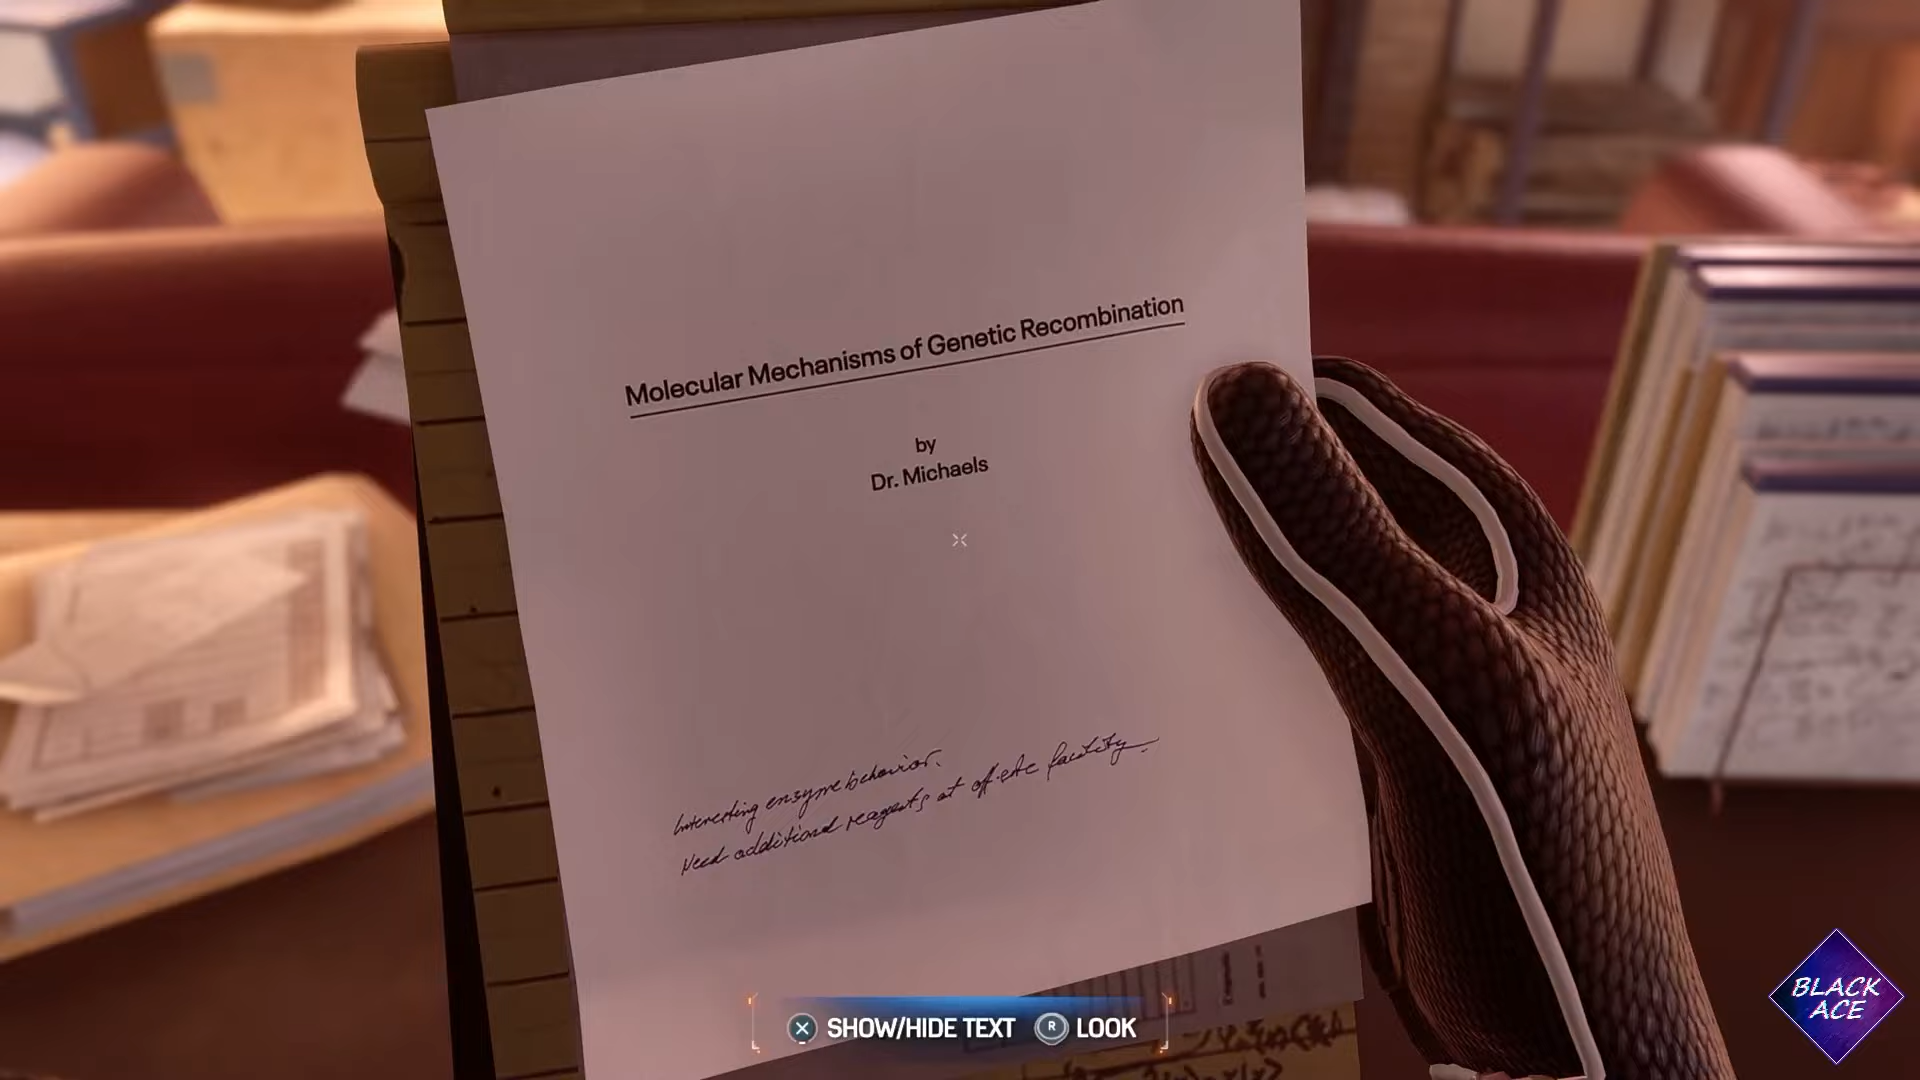 Molecular Mechanisms of Genetic Recombination
by
Dr. Michaels
Interesting enzyme behavior.
Need additional reagents at off-site facility.
SHOW/HIDE TEXT R LOOK
BLACK
ACE